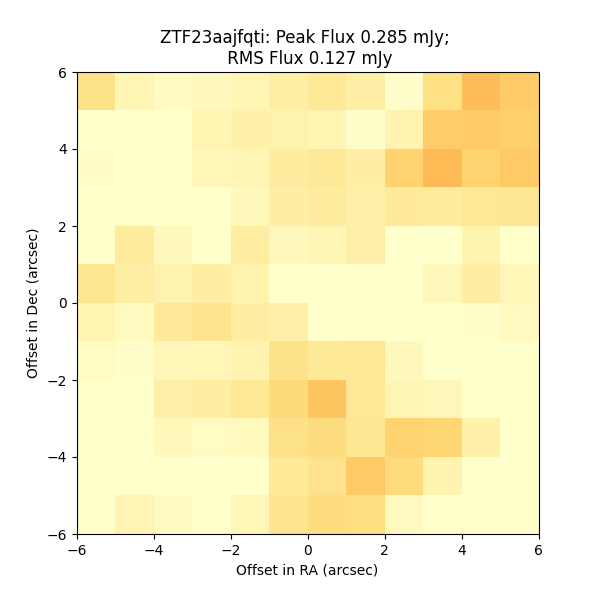 ZTF23aajfqti: Peak Flux 0.285 mJy;
RMS Flux 0.127 mJy
6
4
2
0
−2
−4
−6
Offset in Dec (arcsec)
−6 −4 −2 0 2 4 6
Offset in RA (arcsec)